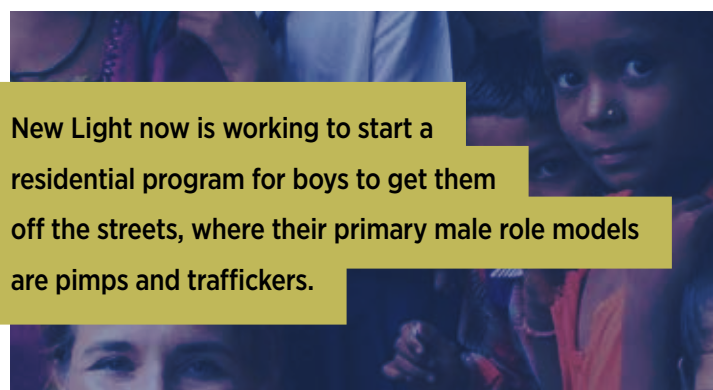 New Light now is working to start a
residential program for boys to get them
off the streets, where their primary male role models
are pimps and traffickers.